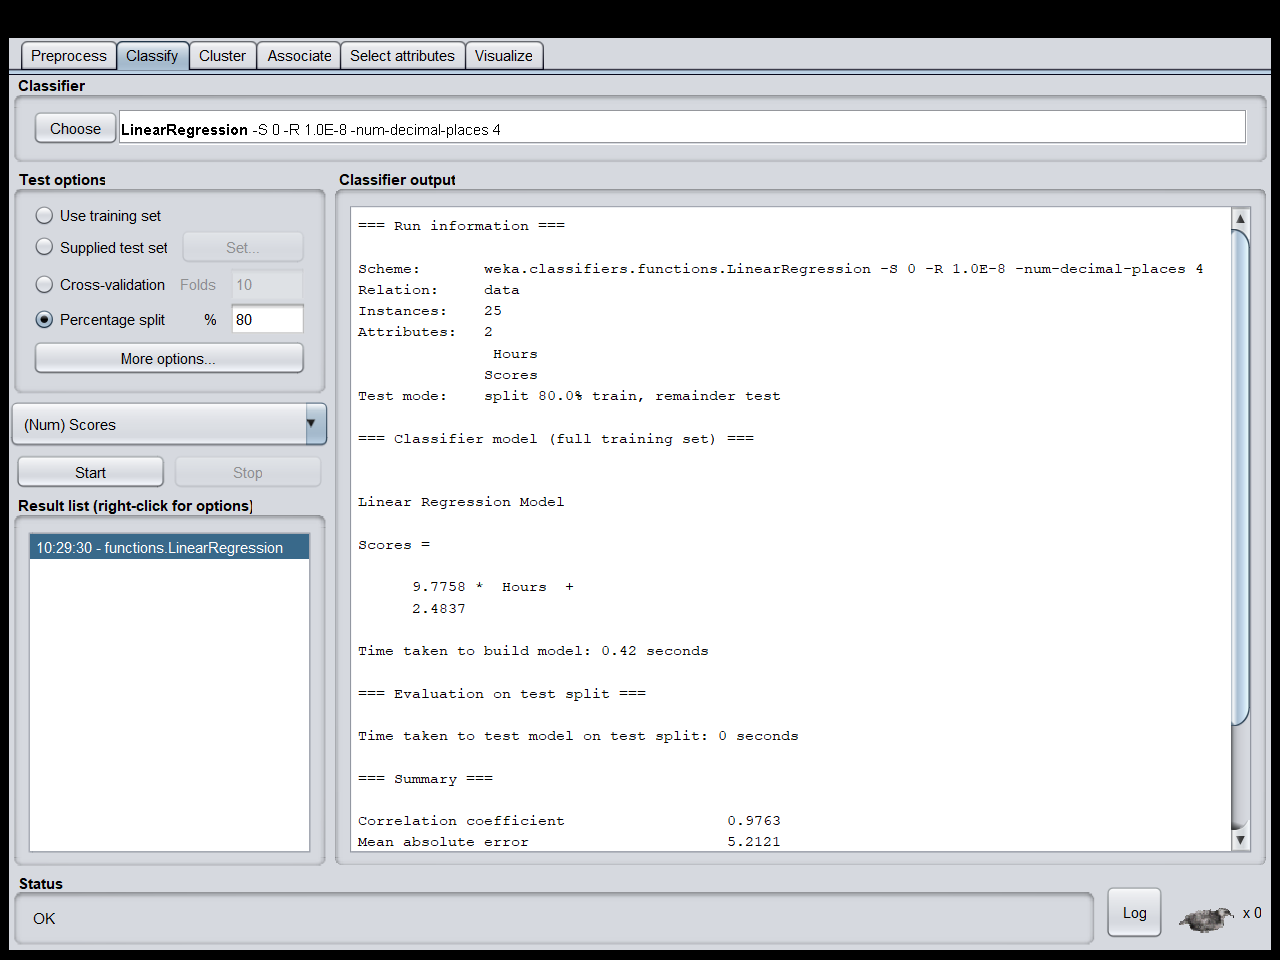 Preprocess Classify Cluster Associate Select attributes Visualize
Classifier
Choose LinearRegression -S 0 -R 1.0E-8 -num-decimal-places 4
Test options
Use training set
Supplied test set Set...
Cross-validation Folds 10
Percentage split % 80
More options...
(Num) Scores
Start Stop
Result list (right-click for options)
10:29:30 - functions.LinearRegression
Classifier output
=== Run information ===
Scheme: weka.classifiers.functions.LinearRegression -S 0 -R 1.0E-8 -num-decimal-places 4
Relation: data
Instances: 25
Attributes: 2
Hours
Scores
Test mode: split 80.0% train, remainder test
=== Classifier model (full training set) ===
Linear Regression Model
Scores =
9.7758 * Hours +
2.4837
Time taken to build model: 0.42 seconds
=== Evaluation on test split ===
Time taken to test model on test split: 0 seconds
=== Summary ===
Correlation coefficient 0.9763
Mean absolute error 5.2121
Status
OK
Log x 0